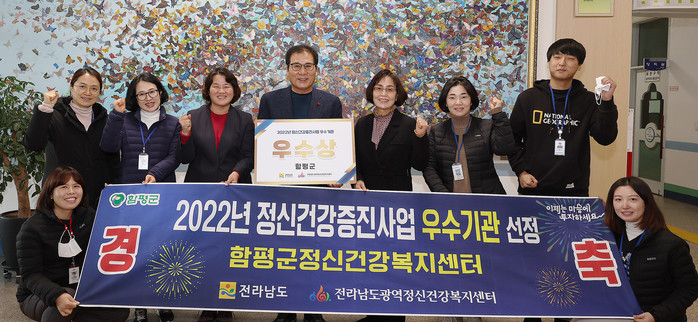 2022년 정신건강증진사업 우수 기관
우수상
함평군
NATIONAL
GEOGRAPHIC
함평군
2022년 정신건강증진사업 우수기관 선정
이제는 마음에
투자하세요~
경 축
함평군정신건강복지센터
전라남도
전라남도광역정신건강복지센터